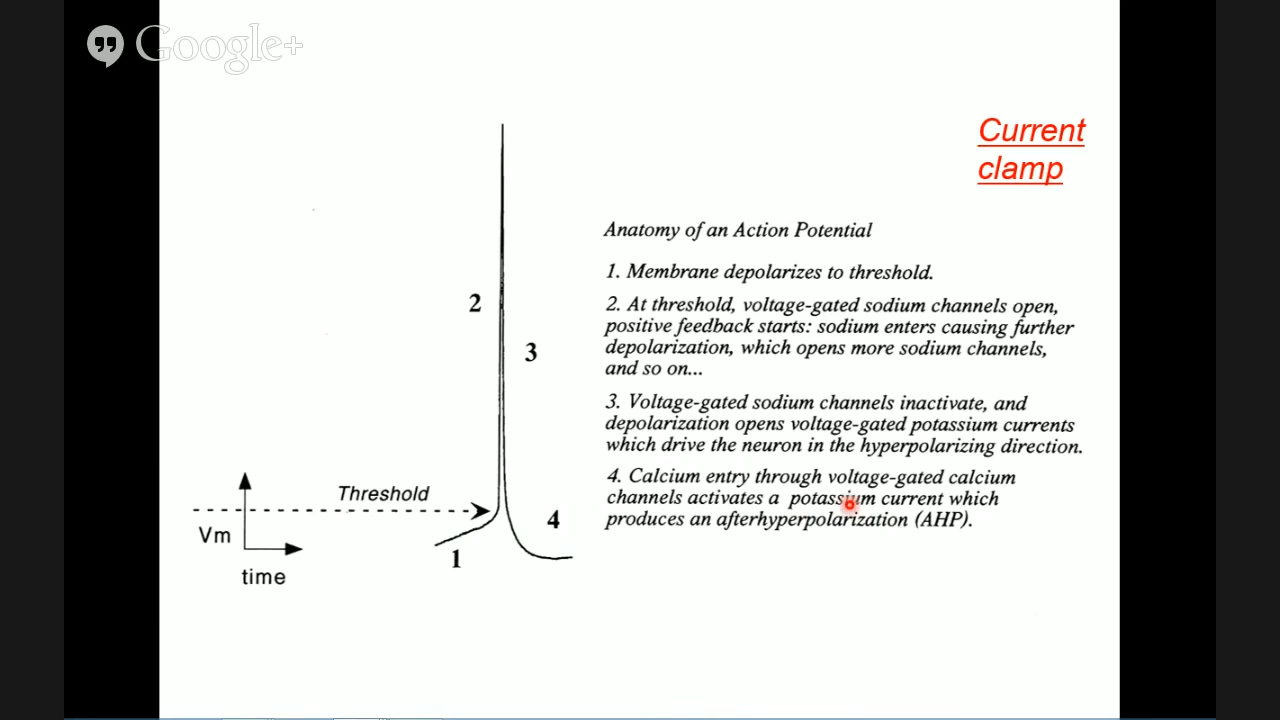 Google+
Current
clamp
Anatomy of an Action Potential
1. Membrane depolarizes to threshold.
2. At threshold, voltage-gated sodium channels open,
positive feedback starts: sodium enters causing further
depolarization, which opens more sodium channels,
and so on...
3. Voltage-gated sodium channels inactivate, and
depolarization opens voltage-gated potassium currents
which drive the neuron in the hyperpolarizing direction.
4. Calcium entry through voltage-gated calcium
channels activates a potassium current which
produces an afterhyperpolarization (AHP).
2
3
Threshold
4
Vm
1
time